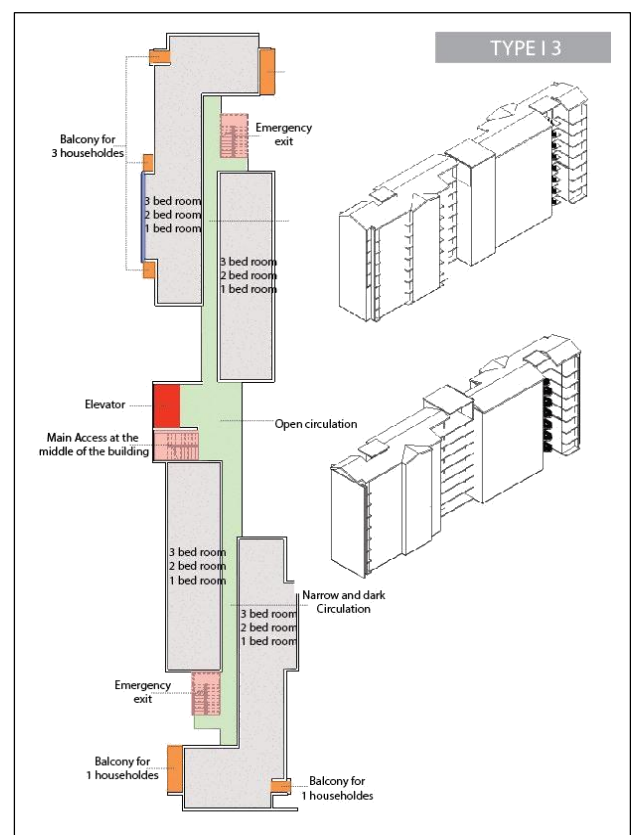 TYPE I 3
Emergency
exit
Balcony for
3 householdes
3 bed room
2 bed room
1 bed room
3 bed room
2 bed room
1 bed room
Elevator
Open circulation
Main Access at the
middle of the building
3 bed room
2 bed room
1 bed room
Narrow and dark
Circulation
3 bed room
2 bed room
1 bed room
Emergency
exit
Balcony for
1 householdes
Balcony for
1 householdes